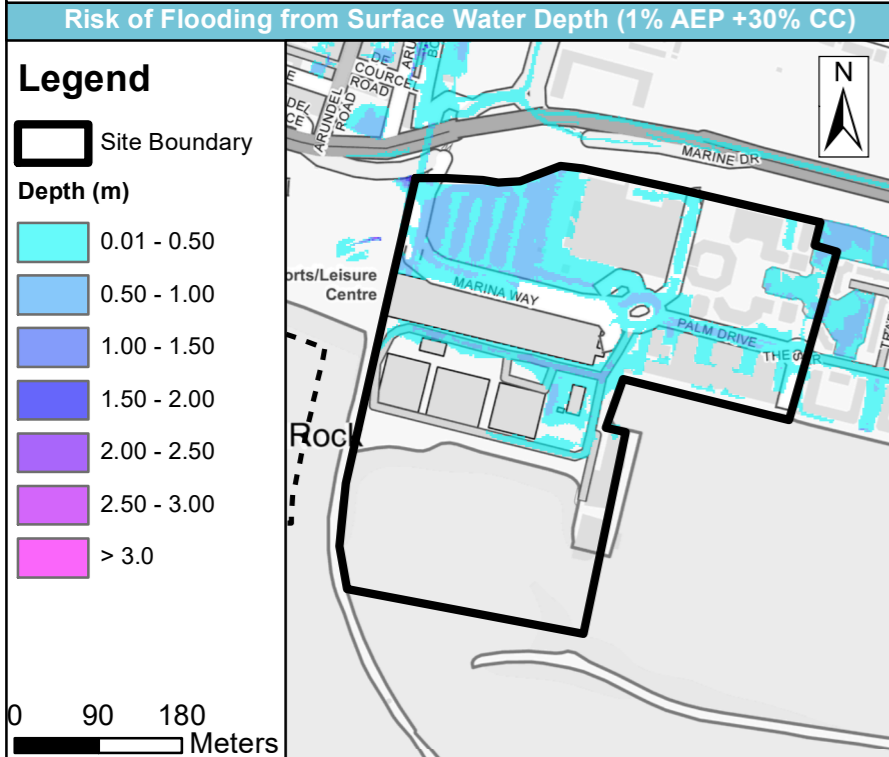 Risk of Flooding from Surface Water Depth (1% AEP +30% CC)
Legend
Site Boundary
Depth (m)
0.01 - 0.50
0.50 - 1.00
1.00 - 1.50
1.50 - 2.00
2.00 - 2.50
2.50 - 3.00
> 3.0
0 90 180
Meters
DE
COURCEL
ROAD
ARUNDEL
ROAD
MARINE DR
N
orts/Leisure
Centre
MARINA WAY
PALM DRIVE
THE
Rock